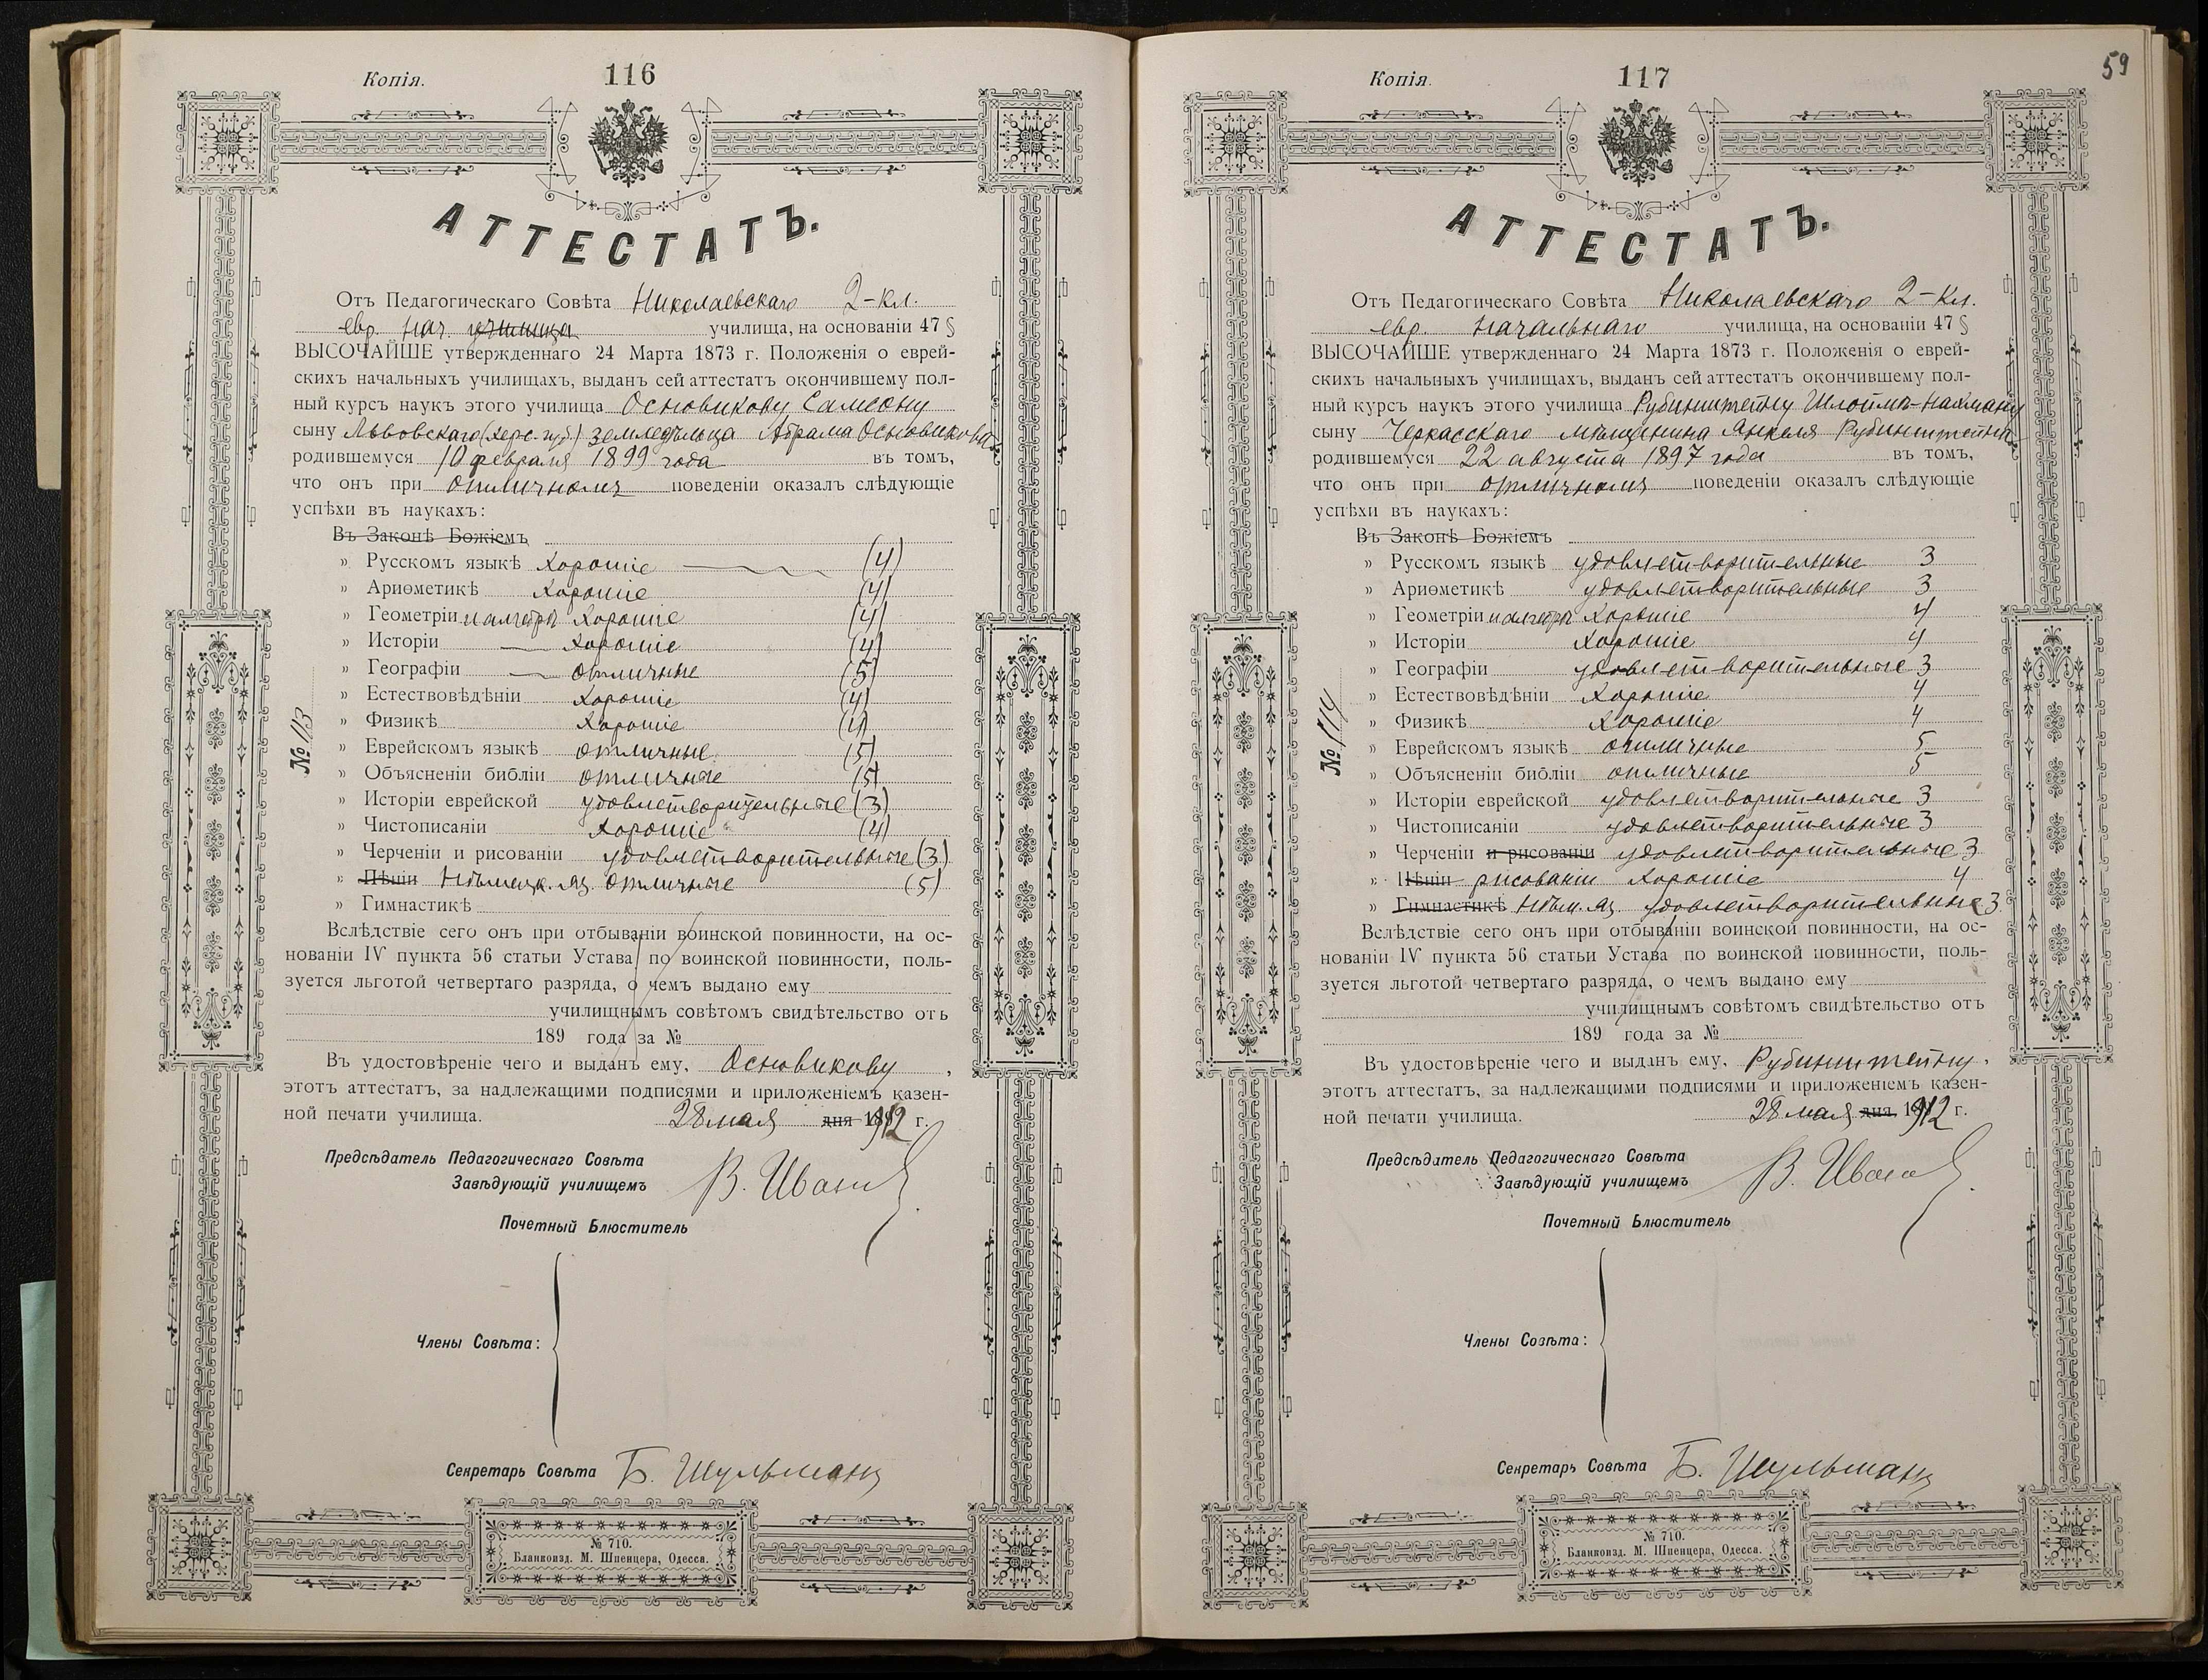 Копія.
116
АТТЕСТАТЪ.
Отъ Педагогическаго Совѣта Николаевскаго 2-кл.
евр. нач. училища училища, на основаніи 47 §
ВЫСОЧАЙШЕ утвержденнаго 24 Марта 1873 г. Положенія о еврей-
скихъ начальныхъ училищахъ, выданъ сей аттестатъ окончившему пол-
ный курсъ наукъ этого училища Основикову Самсону
сыну Львовскаго (Херс. губ.) земледѣльца Абрама Основикова
родившемуся 10 февраля 1899 года въ томъ,
что онъ при отличномъ поведеніи оказалъ слѣдующіе
успѣхи въ наукахъ:
Въ Законѣ Божіемъ
» Русскомъ языкѣ хорошіе (4)
» Ариѳметикѣ хорошіе (4)
» Геометріи и алгебрѣ хорошіе (4)
» Исторіи хорошіе (4)
» Географіи отличные (5)
» Естествовѣдѣніи хорошіе (4)
» Физикѣ хорошіе (4)
» Еврейскомъ языкѣ отличные (5)
» Объясненіи библіи отличные (5)
» Исторіи еврейской удовлетворительные (3)
» Чистописаніи хорошіе (4)
» Черченіи и рисованіи удовлетворительные (3)
» Пѣніи Нѣмецк. яз. отличные (5)
» Гимнастикѣ
№ 113
Вслѣдствіе сего онъ при отбываніи воинской повинности, на ос-
нованіи IV пункта 56 статьи Устава по воинской повинности, поль-
зуется льготой четвертаго разряда, о чемъ выдано ему
училищнымъ совѣтомъ свидѣтельство отъ
189 года за №
Въ удостовѣреніе чего и выданъ ему, Основикову,
этотъ аттестатъ, за надлежащими подписями и приложеніемъ казен-
ной печати училища. 28 мая дня 1912 г.
Предсѣдатель Педагогическаго Совѣта
Завѣдующій училищемъ В. Иванов
Почетный Блюститель
Члены Совѣта:
Секретарь Совѣта Б. Шульманъ
№ 710.
Бланкоизд. М. Шпенцера, Одесса.
59
Копія.
117
АТТЕСТАТЪ.
Отъ Педагогическаго Совѣта Николаевскаго 2-кл.
евр. начальнаго училища, на основаніи 47 §
ВЫСОЧАЙШЕ утвержденнаго 24 Марта 1873 г. Положенія о еврей-
скихъ начальныхъ училищахъ, выданъ сей аттестатъ окончившему пол-
ный курсъ наукъ этого училища Рубинштейну Шлоймѣ-Нахману
сыну Черкасскаго мѣщанина Янкеля Рубинштейна
родившемуся 22 августа 1897 года въ томъ,
что онъ при отличномъ поведеніи оказалъ слѣдующіе
успѣхи въ наукахъ:
Въ Законѣ Божіемъ
» Русскомъ языкѣ удовлетворительные 3
» Ариѳметикѣ удовлетворительные 3
» Геометріи и алгебрѣ хорошіе 4
» Исторіи хорошіе 4
» Географіи удовлетворительные 3
» Естествовѣдѣніи хорошіе 4
» Физикѣ хорошіе 4
» Еврейскомъ языкѣ отличные 5
» Объясненіи библіи отличные 5
» Исторіи еврейской удовлетворительные 3
» Чистописаніи удовлетворительные 3
» Черченіи и рисованіи удовлетворительные 3
» Пѣніи рисованіи хорошіе 4
» Гимнастикѣ Нѣм. яз. удовлетворительные 3
№ 114
Вслѣдствіе сего онъ при отбываніи воинской повинности, на ос-
нованіи IV пункта 56 статьи Устава по воинской повинности, поль-
зуется льготой четвертаго разряда, о чемъ выдано ему
училищнымъ совѣтомъ свидѣтельство отъ
189 года за №
Въ удостовѣреніе чего и выданъ ему, Рубинштейну,
этотъ аттестатъ, за надлежащими подписями и приложеніемъ казен-
ной печати училища. 28 мая дня 1912 г.
Предсѣдатель Педагогическаго Совѣта
Завѣдующій училищемъ В. Иванов
Почетный Блюститель
Члены Совѣта:
Секретарь Совѣта Б. Шульманъ
№ 710.
Бланкоизд. М. Шпенцера, Одесса.